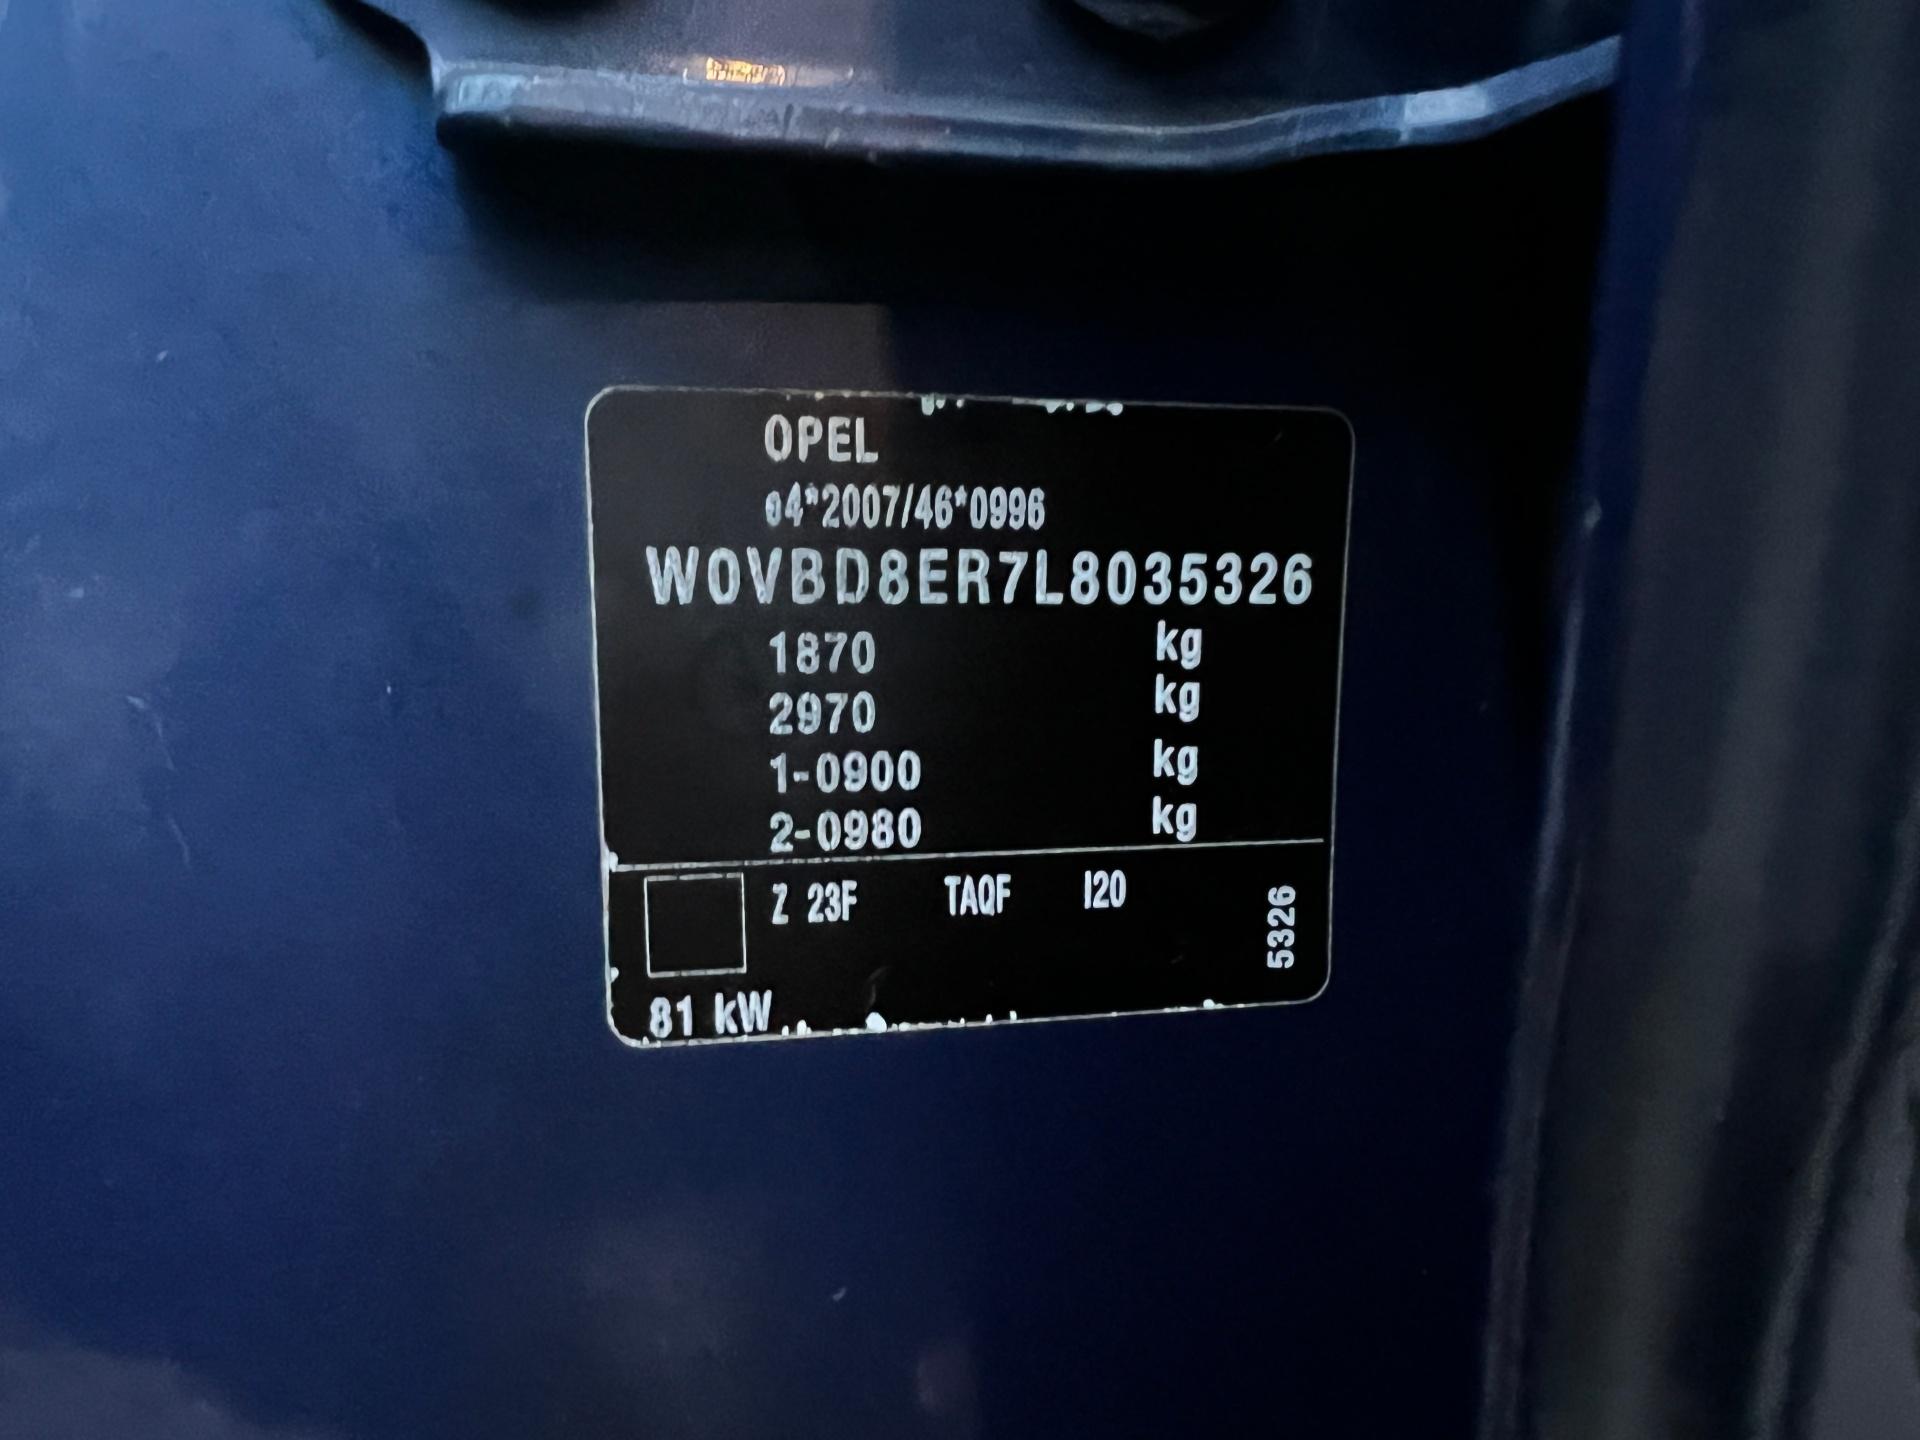 OPEL
e4*2007/46*0996
W0VBD8ER7L8035326
1870 kg
2970 kg
1-0900 kg
2-0980 kg
Z 23F TAQF I20
5326
81 kW